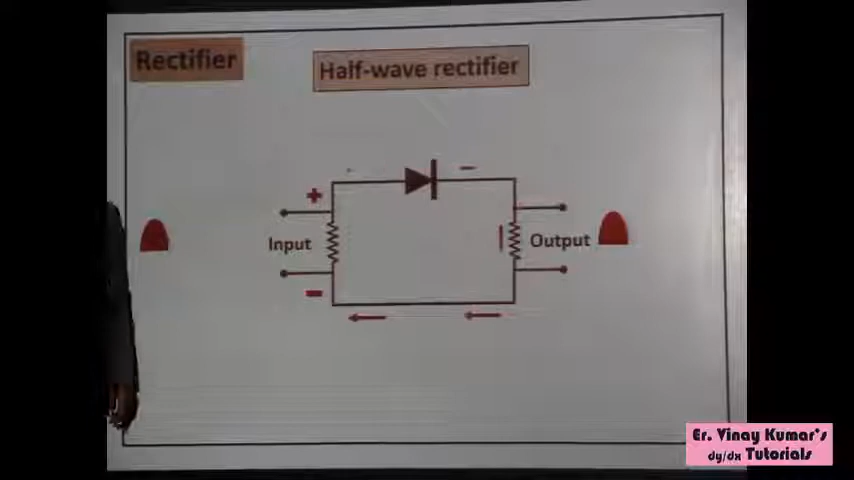 Rectifier
Half-wave rectifier
+
-
Input
Output
-
Er. Vinay Kumar's
dy/dx Tutorials